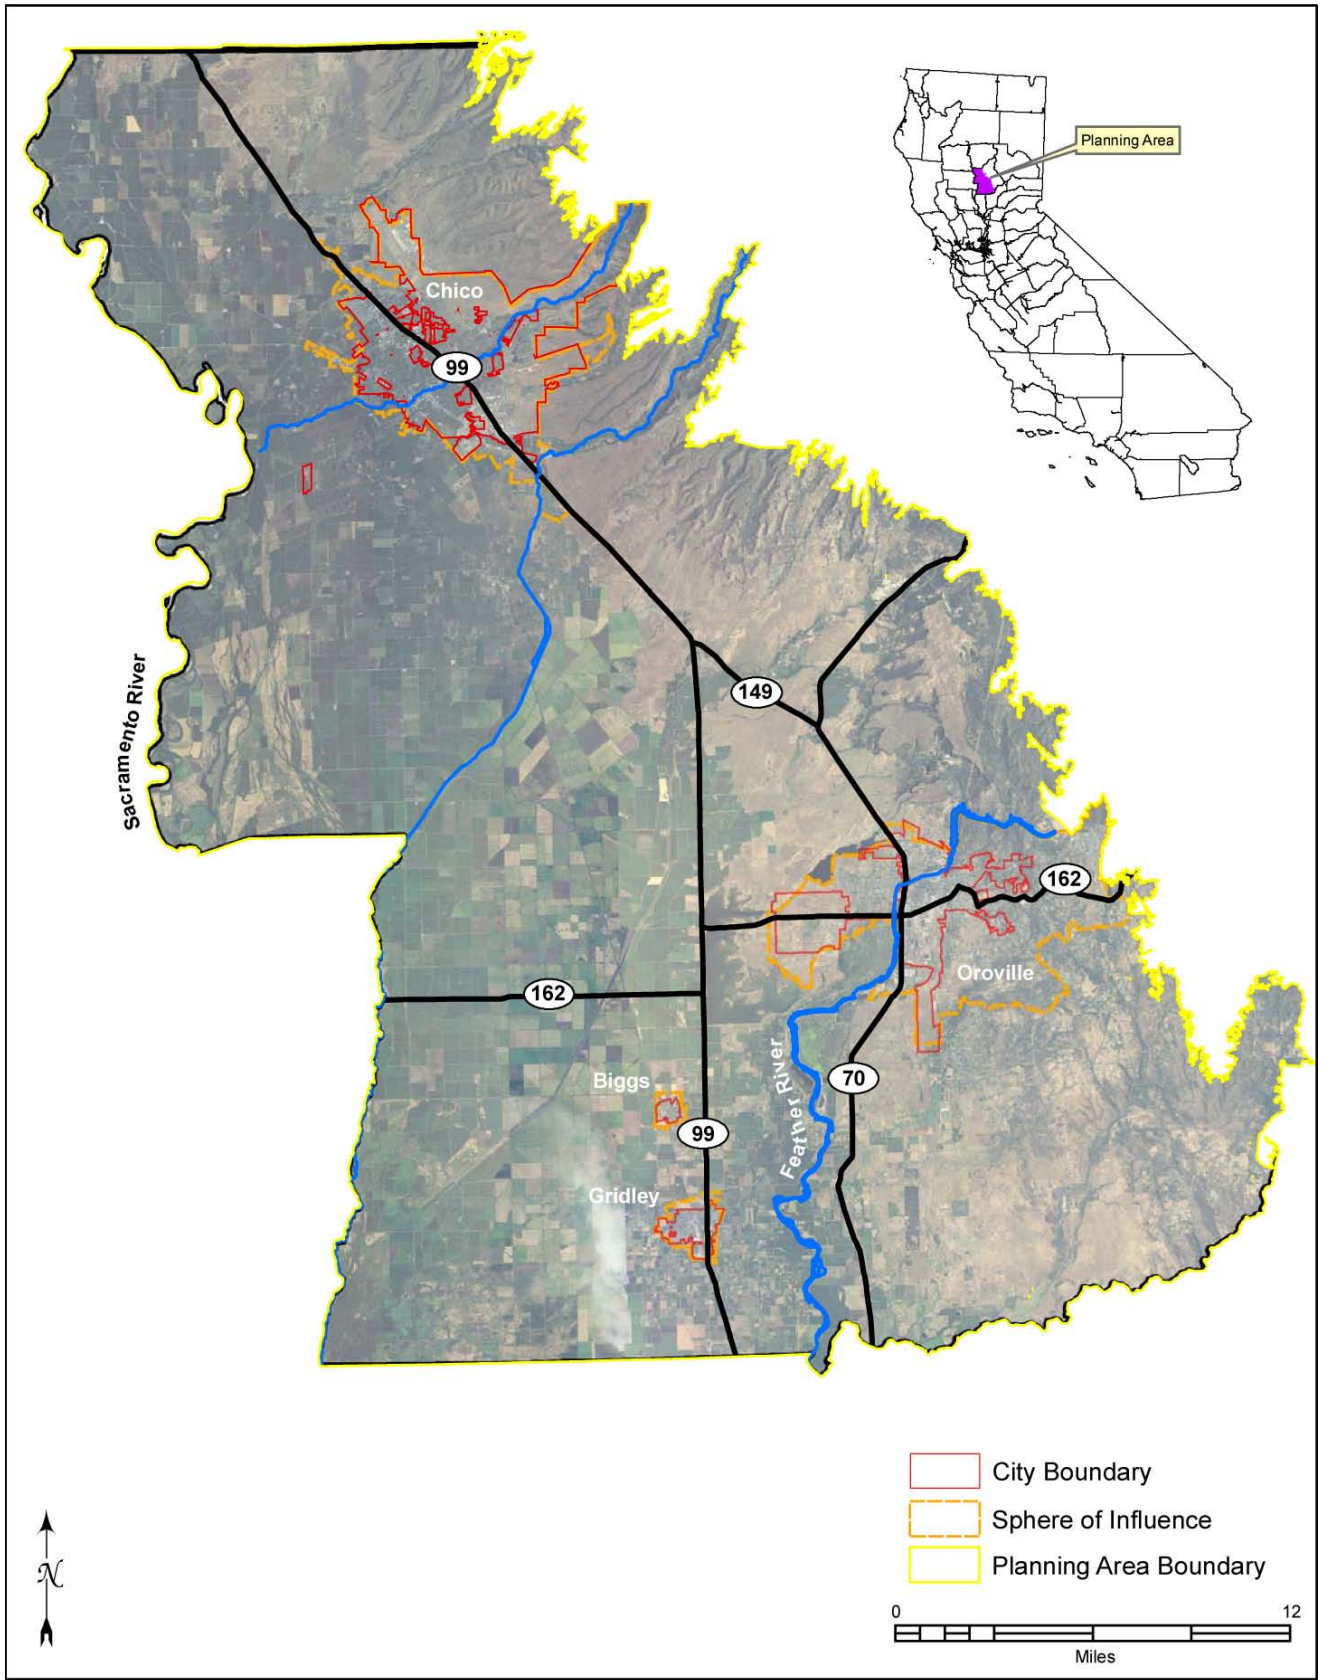 Planning Area
Chico
99
Sacramento River
149
162
Oroville
162
Biggs
Feather River
70
99
Gridley
City Boundary
Sphere of Influence
Planning Area Boundary
N
0 12
Miles